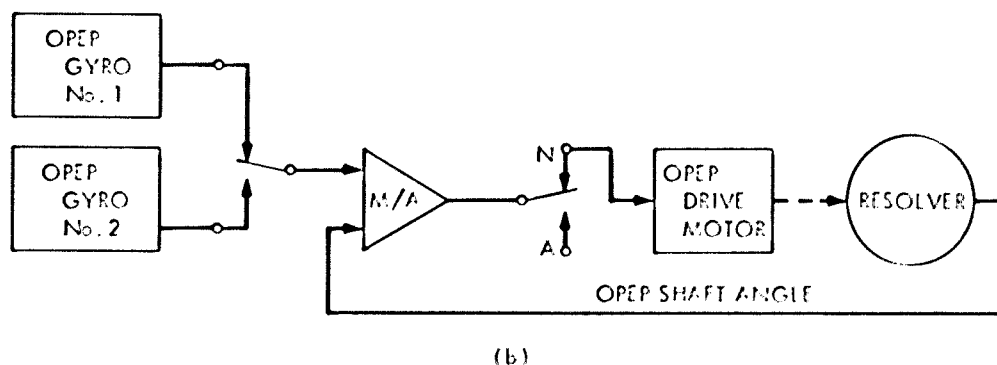 OPEP
GYRO
No. 1
OPEP
GYRO
No. 2
M/A
N
A
OPEP
DRIVE
MOTOR
RESOLVER
OPEP SHAFT ANGLE
(b)